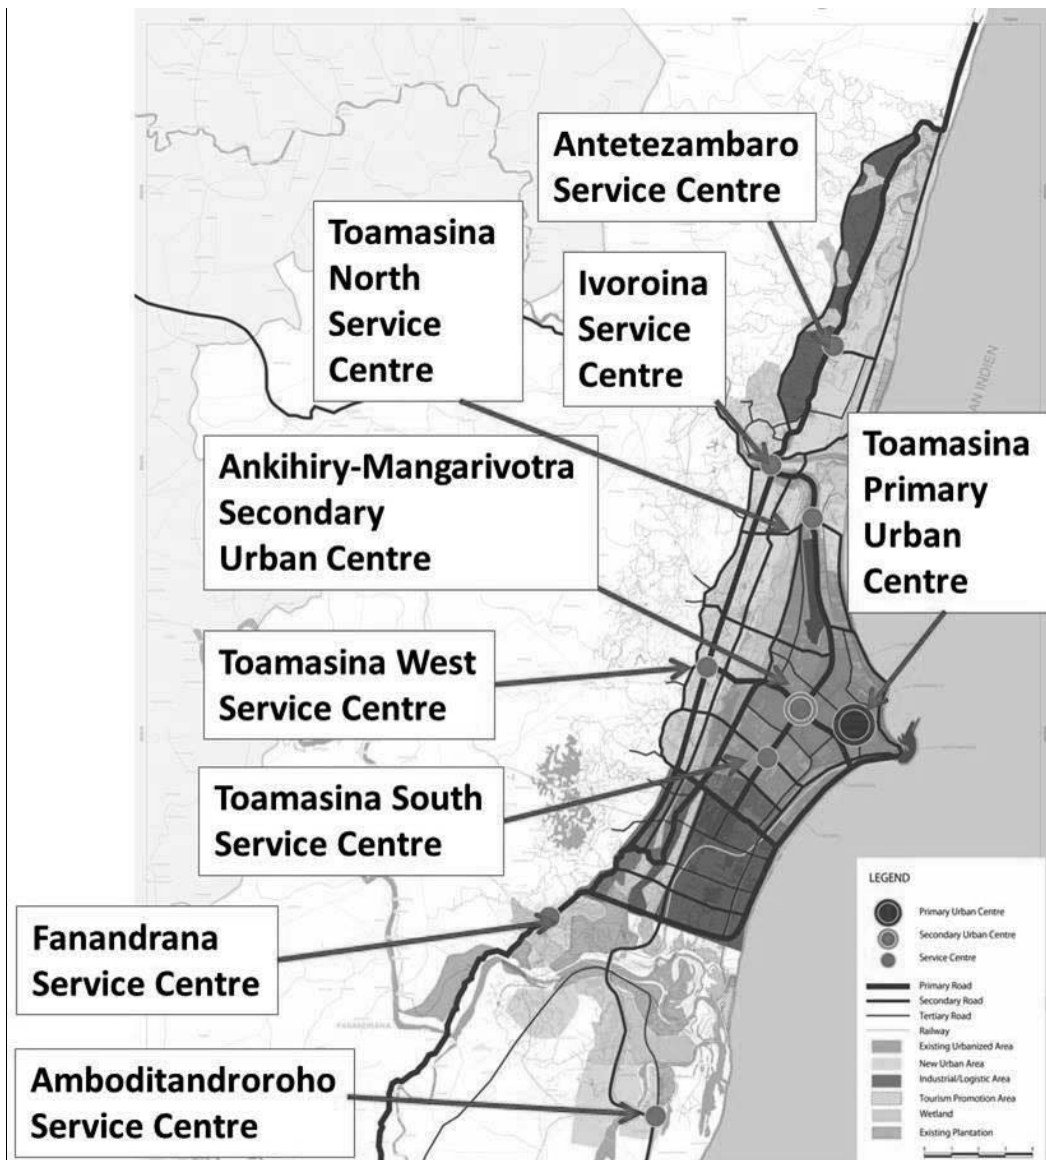 Antetezambaro
Service Centre
Toamasina
North
Service
Centre
Ivoroina
Service
Centre
Toamasina
Primary
Urban
Centre
Ankihiry-Mangarivotra
Secondary
Urban Centre
Toamasina West
Service Centre
Toamasina South
Service Centre
Fanandrana
Service Centre
Amboditandroroho
Service Centre
AN INDIEN
LEGEND
Primary Urban Centre
Secondary Urban Centre
Service Centre
Primary Road
Secondary Road
Tertiary Road
Railway
Existing Urbanized Area
New Urban Area
Industrial/Logistic Area
Tourism Promotion Area
Wetland
Existing Plantation